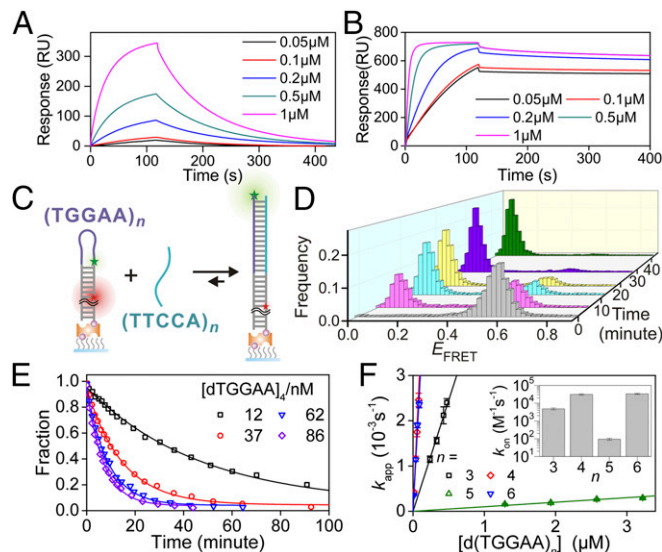 A
Response (RU)
300
200
100
0
0.05μM
0.1μM
0.2μM
0.5μM
1μM
0 100 200 300 400
Time (s)
B
Response(RU)
800
600
400
200
0
0.05μM 0.1μM
0.2μM 0.5μM
1μM
0 100 200 300 400
Time (s)
C
(TGGAA)n
+
(TTCCA)n
D
Frequency
0.2
0.1
0.0
0.0 0.2 0.4 0.6 0.8
EFRET
0 10 20 30 40
Time
(minute)
E
Fraction
1.0
0.8
0.6
0.4
0.2
0.0
[dTGGAA]4/nM
12 62
37 86
0 20 40 60 80 100
Time (minute)
F
kapp (10⁻³s⁻¹)
3
2
1
0
n =
3 4
5 6
0 1 2 3
[d(TGGAA)n] (μM)
kon (M⁻¹s⁻¹)
10⁵
10⁴
10³
10²
10¹
3 4 5 6
n